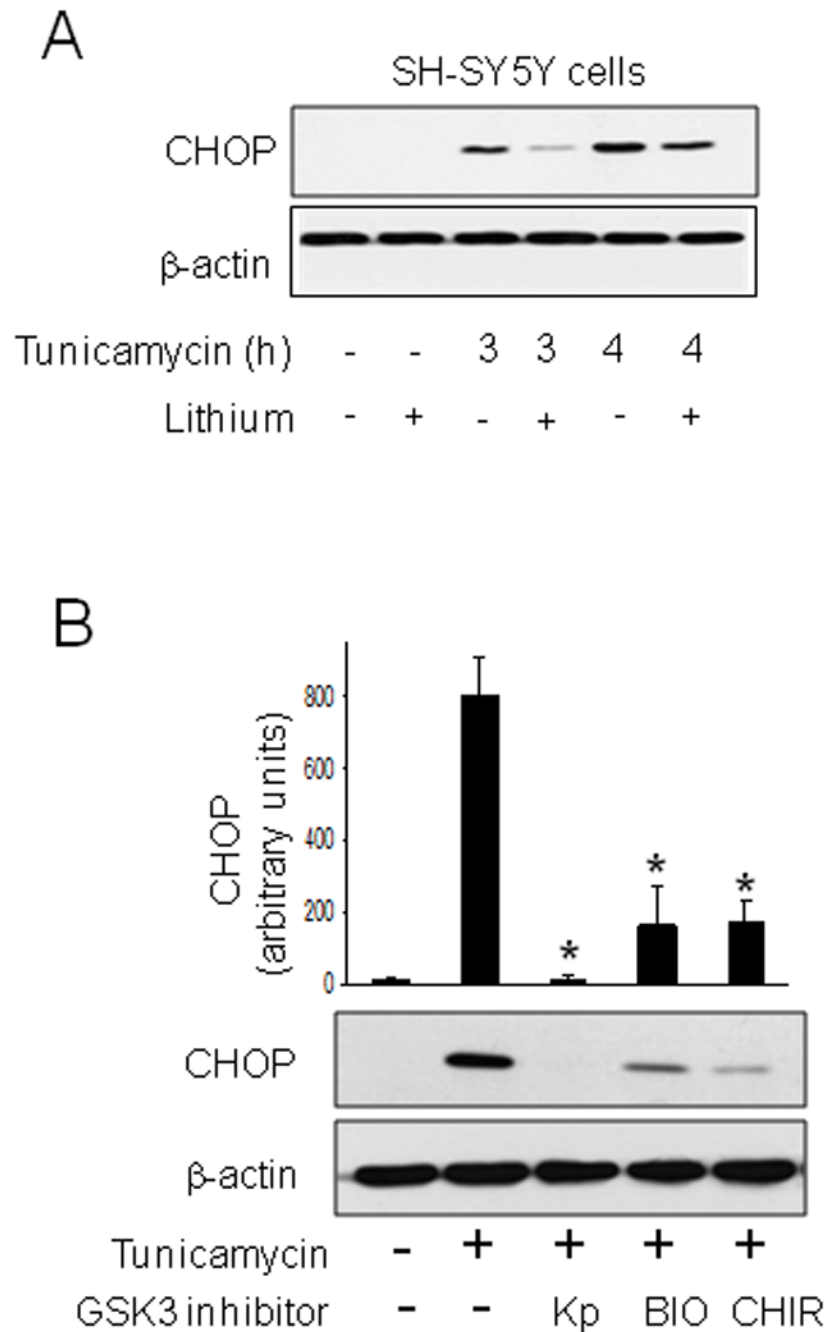 A
SH-SY5Y cells
CHOP
β-actin
Tunicamycin (h) - - 3 3 4 4
Lithium - + - + - +
B
CHOP
(arbitrary units)
800
600
400
200
0
*
*
*
CHOP
β-actin
Tunicamycin - + + + +
GSK3 inhibitor - - Kp BIO CHIR